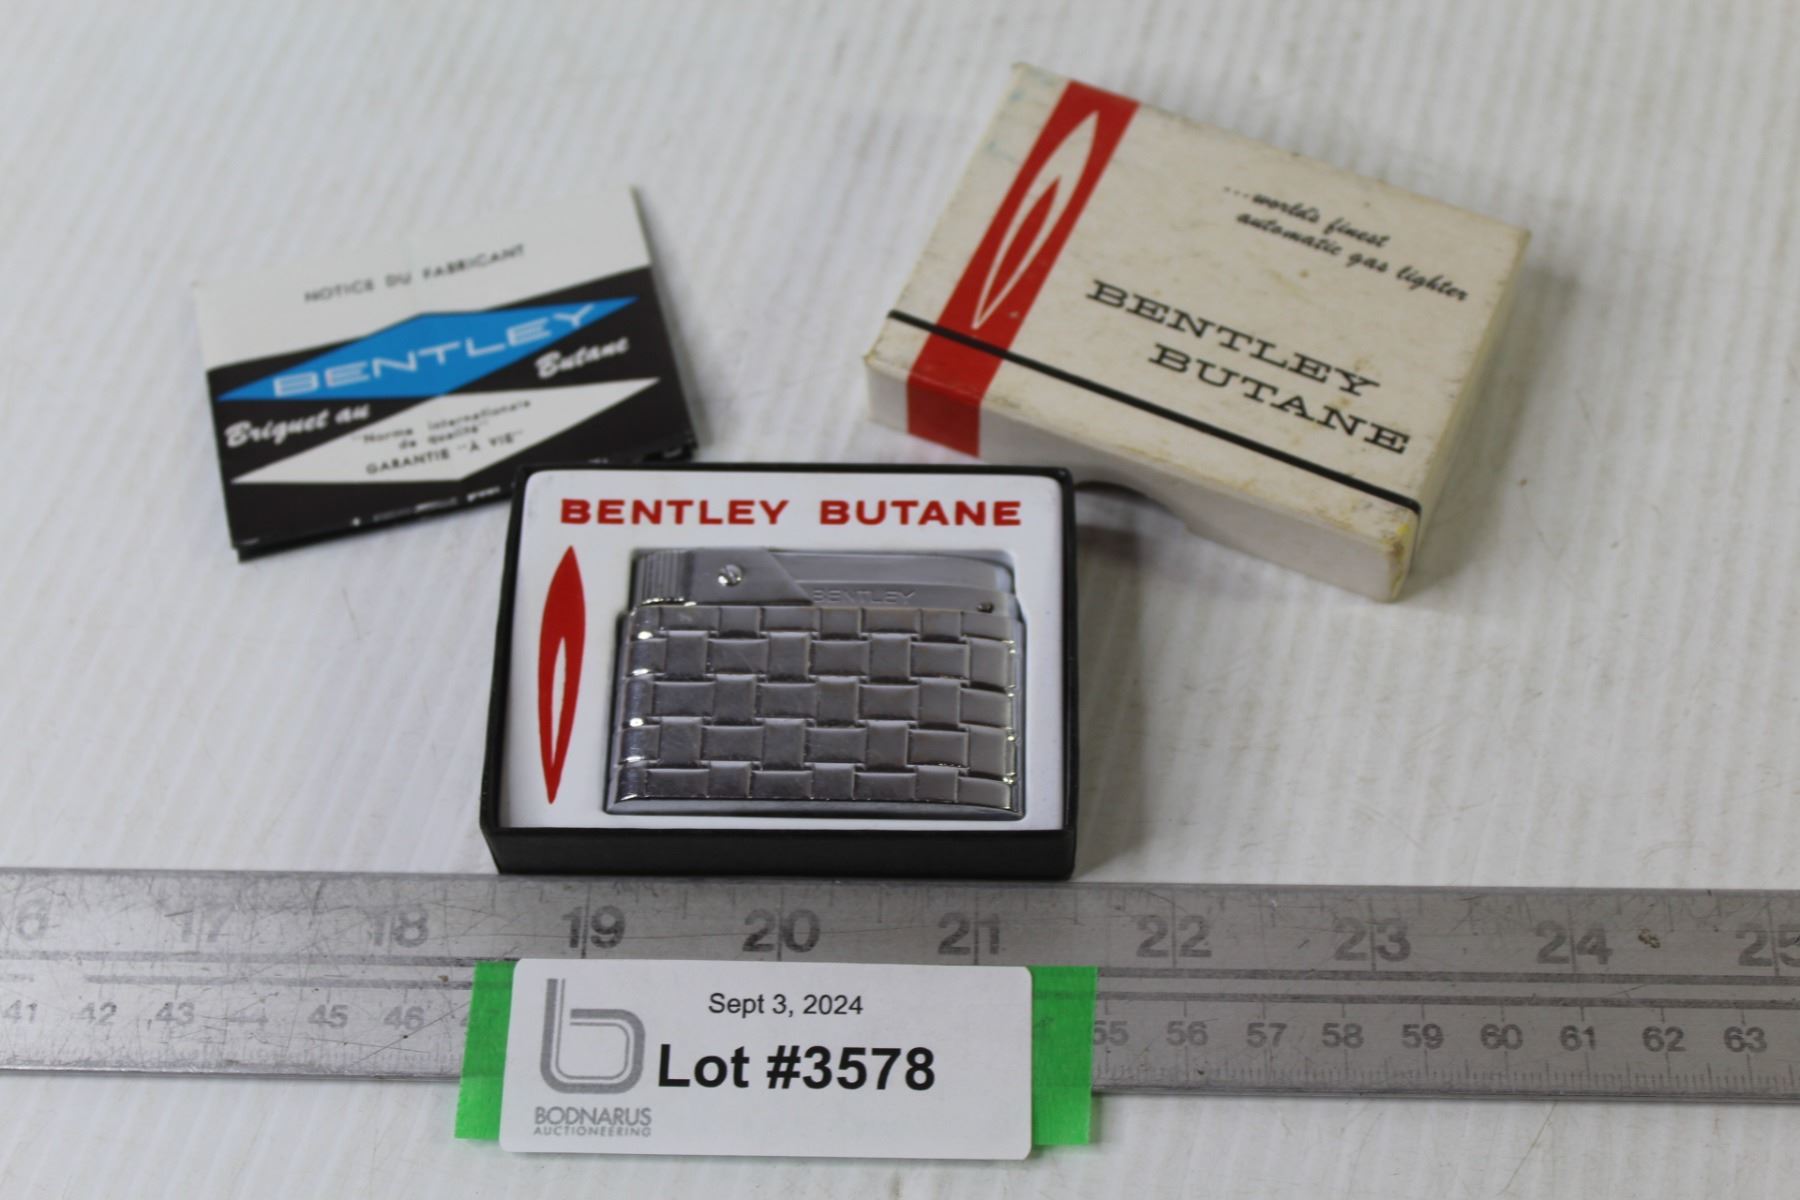 NOTICE DU FABRICANT
BENTLEY
Butane
Briquet au
"Norme internationale
de qualité"
GARANTIE "À VIE"
...world's finest
automatic gas lighter
BENTLEY
BUTANE
BENTLEY BUTANE
BENTLEY
17 18 19 20 21 22 23 24 25
41 42 43 44 45 46 55 56 57 58 59 60 61 62 63
Sept 3, 2024
Lot #3578
BODNARUS
AUCTIONEERING